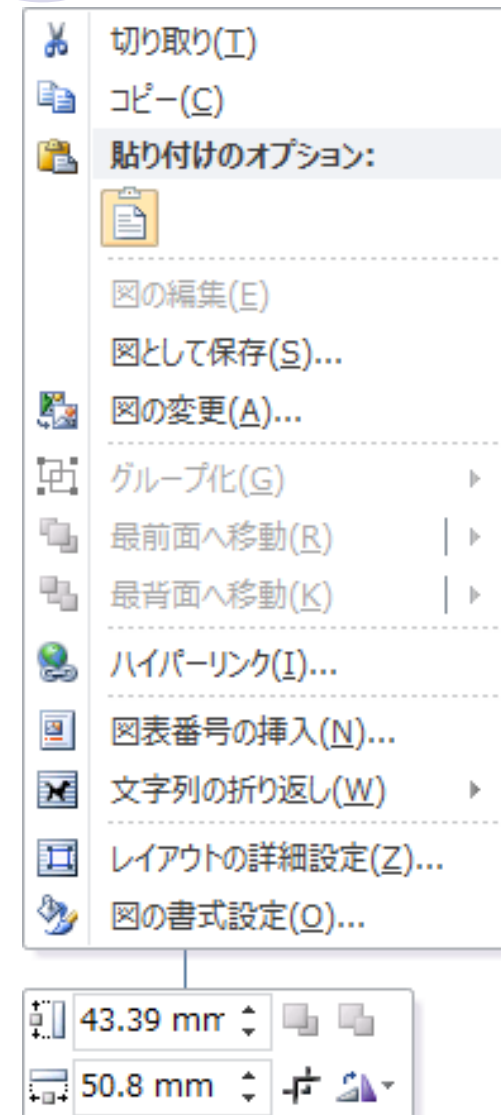 切り取り(T)
コピー(C)
貼り付けのオプション:
図の編集(E)
図として保存(S)...
図の変更(A)...
グループ化(G)
最前面へ移動(R)
最背面へ移動(K)
ハイパーリンク(I)...
図表番号の挿入(N)...
文字列の折り返し(W)
レイアウトの詳細設定(Z)...
図の書式設定(O)...
43.39 mm
50.8 mm